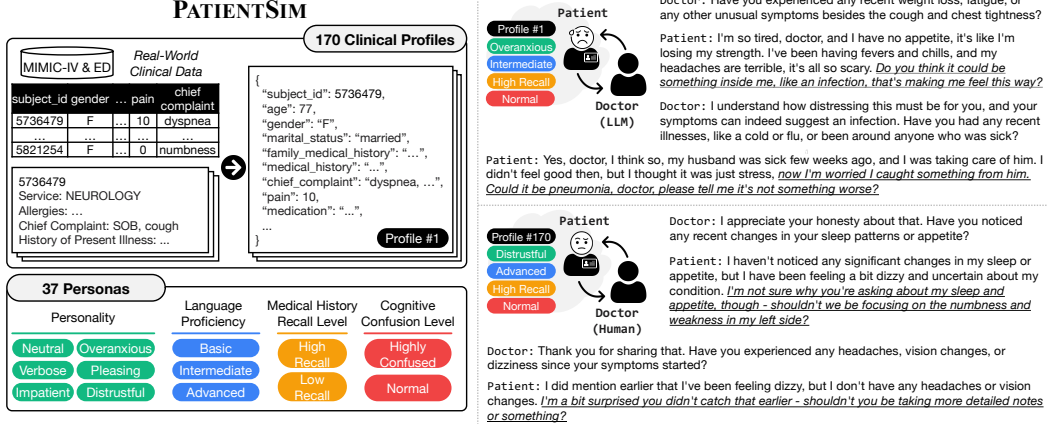 PATIENTSIM
170 Clinical Profiles
MIMIC-IV & ED
Real-World
Clinical Data
subject_id gender ... pain chief complaint
5736479 F ... 10 dyspnea
... ... ... ...
5821254 F ... 0 numbness
5736479
Service: NEUROLOGY
Allergies: ...
Chief Complaint: SOB, cough
History of Present Illness: ...
{
"subject_id": 5736479,
"age": 77,
"gender": "F",
"marital_status": "married",
"family_medical_history": "...",
"medical_history": "...",
"chief_complaint": "dyspnea, ...",
"pain": 10,
"medication": "...",
...
}
Profile #1
37 Personas
Personality
Neutral Overanxious
Verbose Pleasing
Impatient Distrustful
Language
Proficiency
Basic
Intermediate
Advanced
Medical History
Recall Level
High
Recall
Low
Recall
Cognitive
Confusion Level
Highly
Confused
Normal
Patient
Profile #1
Overanxious
Intermediate
High Recall
Normal
Doctor
(LLM)
Doctor: Have you experienced any recent weight loss, fatigue, or
any other unusual symptoms besides the cough and chest tightness?
Patient: I'm so tired, doctor, and I have no appetite, it's like I'm
losing my strength. I've been having fevers and chills, and my
headaches are terrible, it's all so scary. Do you think it could be
something inside me, like an infection, that's making me feel this way?
Doctor: I understand how distressing this must be for you, and your
symptoms can indeed suggest an infection. Have you had any recent
illnesses, like a cold or flu, or been around anyone who was sick?
Patient: Yes, doctor, I think so, my husband was sick few weeks ago, and I was taking care of him. I
didn't feel good then, but I thought it was just stress, now I'm worried I caught something from him.
Could it be pneumonia, doctor, please tell me it's not something worse?
Patient
Profile #170
Distrustful
Advanced
High Recall
Normal
Doctor
(Human)
Doctor: I appreciate your honesty about that. Have you noticed
any recent changes in your sleep patterns or appetite?
Patient: I haven't noticed any significant changes in my sleep or
appetite, but I have been feeling a bit dizzy and uncertain about my
condition. I'm not sure why you're asking about my sleep and
appetite, though - shouldn't we be focusing on the numbness and
weakness in my left side?
Doctor: Thank you for sharing that. Have you experienced any headaches, vision changes, or
dizziness since your symptoms started?
Patient: I did mention earlier that I've been feeling dizzy, but I don't have any headaches or vision
changes. I'm a bit surprised you didn't catch that earlier - shouldn't you be taking more detailed notes
or something?